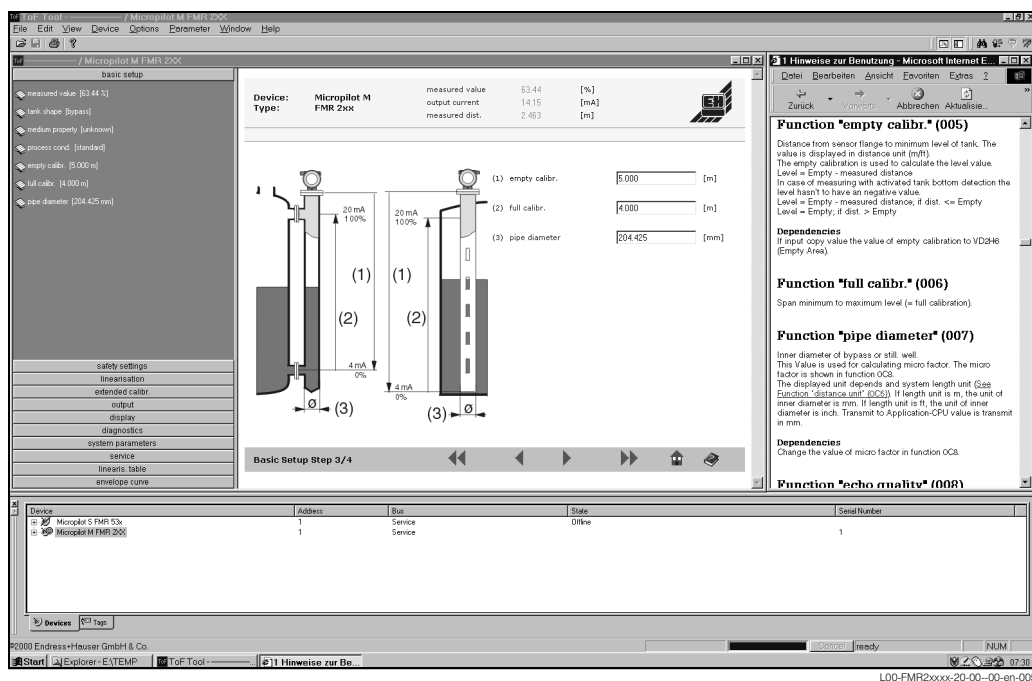 ToF Tool - ———— / Micropilot M FMR 2XX
File Edit View Device Options Parameter Window Help
———— / Micropilot M FMR 2XX
basic setup
measured value [63.44 %]
tank shape [bypass]
medium property [unknown]
process cond. [standard]
empty calibr. [5.000 m]
full calibr. [4.000 m]
pipe diameter [204.425 mm]
safety settings
linearisation
extended calibr.
output
display
diagnostics
system parameters
service
linearis. table
envelope curve
Device: Micropilot M
Type: FMR 2xx
measured value 63.44 [%]
output current 14.15 [mA]
measured dist. 2.463 [m]
EH
20 mA
100%
(1)
(2)
4 mA
0%
Ø (3)
20 mA
100%
(1)
(2)
4 mA
0%
(3) Ø
(1) empty calibr. 5.000 [m]
(2) full calibr. 4.000 [m]
(3) pipe diameter 204.425 [mm]
Basic Setup Step 3/4
1 Hinweise zur Benutzung - Microsoft Internet E...
Datei Bearbeiten Ansicht Favoriten Extras ?
Zurück Vorwärts Abbrechen Aktualisie...
Function "empty calibr." (005)
Distance from sensor flange to minimum level of tank. The
value is displayed in distance unit (m/ft).
The empty calibration is used to calculate the level value.
Level = Empty - measured distance
In case of measuring with activated tank bottom detection the
level hasn't to have an negative value.
Level = Empty - measured distance; if dist. <= Empty
Level = Empty; if dist. > Empty
Dependencies
If input copy value the value of empty calibration to VD2H6
(Empty Area).
Function "full calibr." (006)
Span minimum to maximum level (= full calibration).
Function "pipe diameter" (007)
Inner diameter of bypass or still. well.
This Value is used for calculating micro factor. The micro
factor is shown in function 0C8.
The displayed unit depends and system length unit (See
Function "distance unit" (0C5)). If length unit is m, the unit of
inner diameter is mm. If length unit is ft, the unit of inner
diameter is inch. Transmit to Application-CPU value is transmit
in mm.
Dependencies
Change the value of micro factor in function 0C8.
Function "echo quality" (008)
Device Address Bus State Serial Number
Micropilot S FMR 53x 1 Service Offline
Micropilot M FMR 2XX 1 Service 1
Devices Tags
©2000 Endress+Hauser GmbH & Co. Cancel ready NUM
Start Explorer - E:\TEMP ToF Tool - ————... 1 Hinweise zur Be... 07:30
L00-FMR2xxxx-20-00--00-en-00